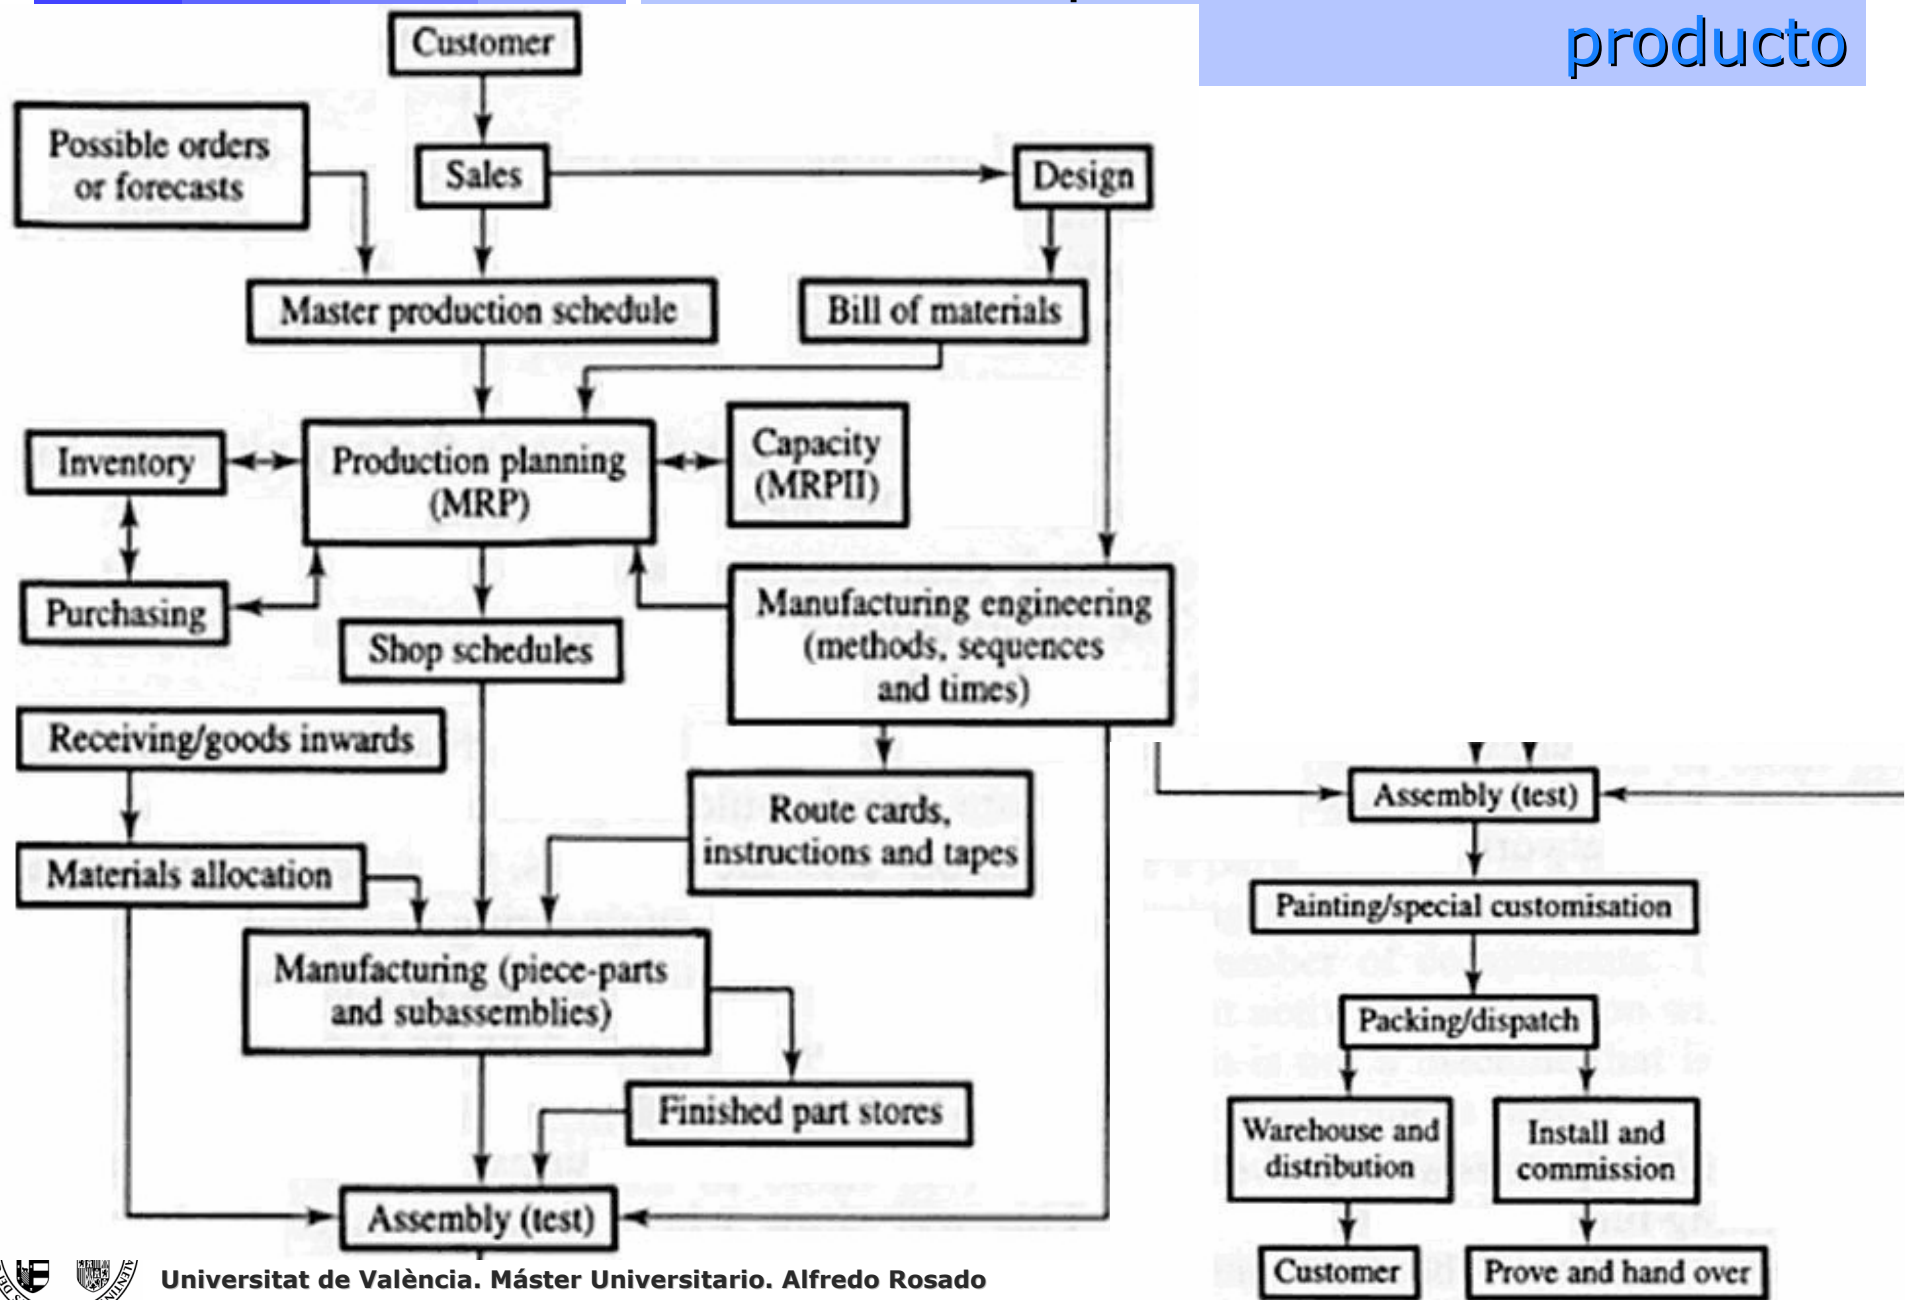 producto
Customer
Possible orders
or forecasts
Sales
Design
Master production schedule
Bill of materials
Inventory
Production planning
(MRP)
Capacity
(MRPII)
Purchasing
Shop schedules
Manufacturing engineering
(methods, sequences
and times)
Receiving/goods inwards
Route cards,
instructions and tapes
Materials allocation
Manufacturing (piece-parts
and subassemblies)
Finished part stores
Assembly (test)
Assembly (test)
Painting/special customisation
Packing/dispatch
Warehouse and
distribution
Install and
commission
Customer
Prove and hand over
Universitat de València. Máster Universitario. Alfredo Rosado